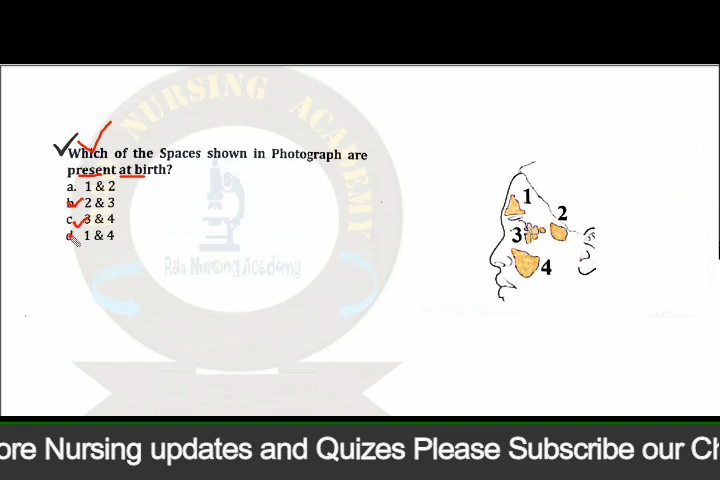 NURSING ACADEMY
Which of the Spaces shown in Photograph are
present at birth?
a. 1 & 2
b. 2 & 3
c. 3 & 4
d. 1 & 4
Rao Nursing Academy
1
2
3
4
ore Nursing updates and Quizes Please Subscribe our Ch